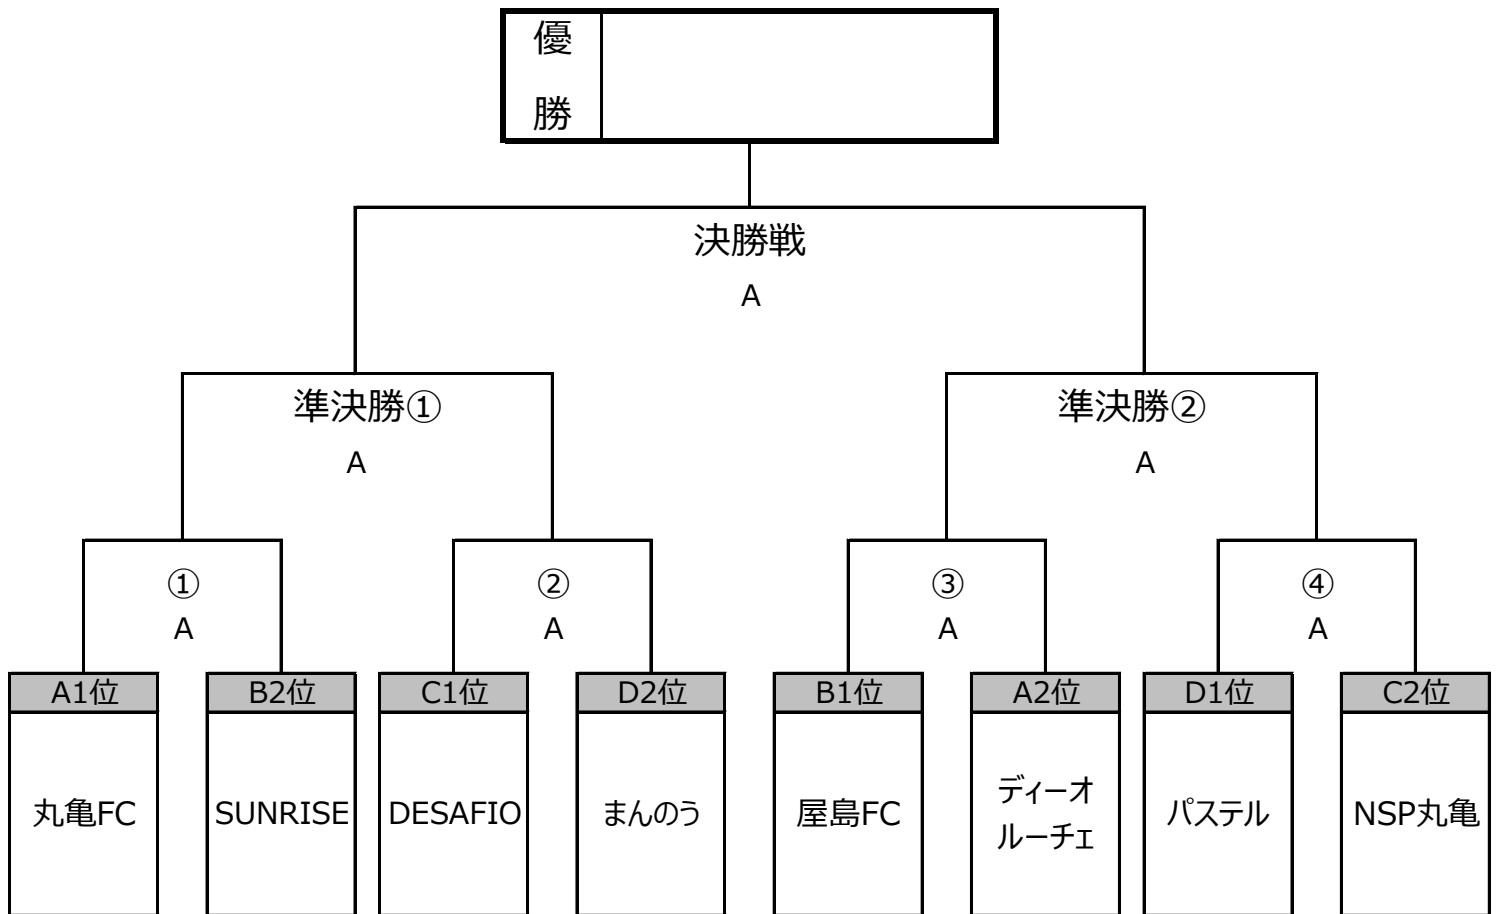 優
勝
決勝戦
A
準決勝①
準決勝②
A
A
①
②
③
④
A
A
A
A
A1位
B2位
C1位
D2位
B1位
A2位
D1位
C2位
丸亀FC
SUNRISE
DESAFIO
まんのう
屋島FC
ディーオ
ルーチェ
パステル
NSP丸亀